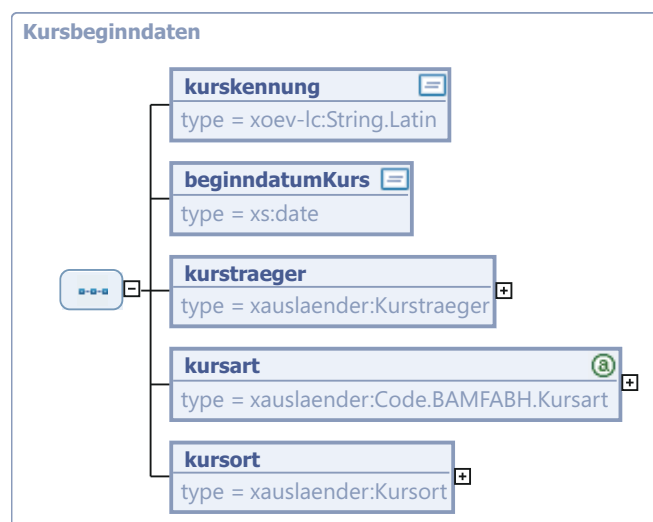 Kursbeginndaten
kurskennung
type = xoev-lc:String.Latin
beginndatumKurs
type = xs:date
kurstraeger
type = xauslaender:Kurstraeger
kursart
type = xauslaender:Code.BAMFABH.Kursart
kursort
type = xauslaender:Kursort